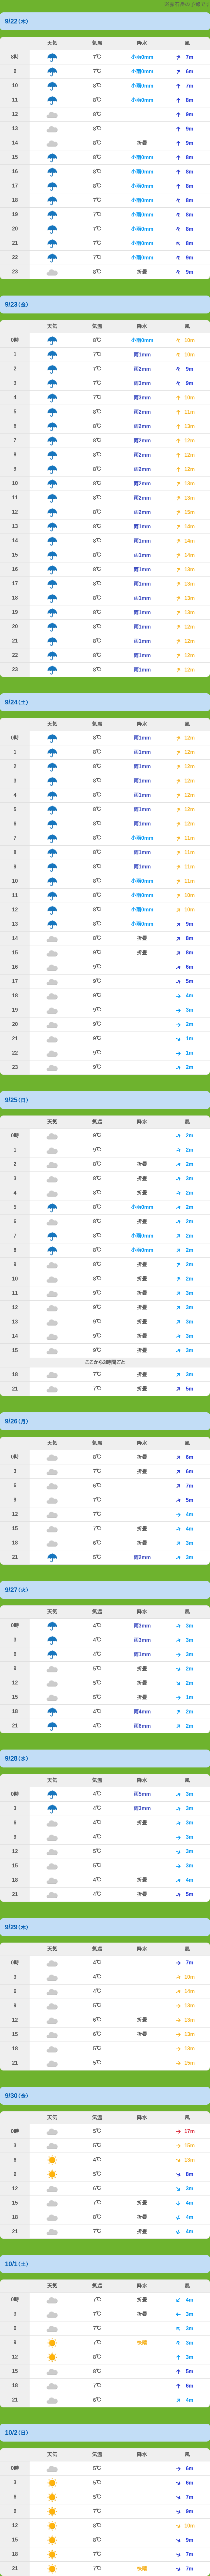 ※氷右岳の予報です
9/22（木）
天気 気温 降水 風
8時 7℃ 小雨0mm 7m
9 7℃ 小雨0mm 6m
10 8℃ 小雨0mm 7m
11 8℃ 小雨0mm 8m
12 8℃ 9m
13 8℃ 9m
14 8℃ 折畳 9m
15 8℃ 小雨0mm 8m
16 8℃ 小雨0mm 8m
17 8℃ 小雨0mm 8m
18 7℃ 小雨0mm 8m
19 7℃ 小雨0mm 8m
20 7℃ 小雨0mm 8m
21 7℃ 小雨0mm 8m
22 7℃ 小雨0mm 9m
23 8℃ 折畳 9m
9/23（金）
天気 気温 降水 風
0時 8℃ 小雨0mm 10m
1 7℃ 雨1mm 10m
2 7℃ 雨2mm 9m
3 7℃ 雨3mm 9m
4 7℃ 雨3mm 10m
5 8℃ 雨2mm 11m
6 8℃ 雨2mm 13m
7 8℃ 雨2mm 12m
8 8℃ 雨2mm 12m
9 8℃ 雨2mm 12m
10 8℃ 雨2mm 13m
11 8℃ 雨2mm 13m
12 8℃ 雨2mm 15m
13 8℃ 雨1mm 14m
14 8℃ 雨1mm 14m
15 8℃ 雨1mm 14m
16 8℃ 雨1mm 13m
17 8℃ 雨1mm 13m
18 8℃ 雨1mm 13m
19 8℃ 雨1mm 13m
20 8℃ 雨1mm 12m
21 8℃ 雨1mm 12m
22 8℃ 雨1mm 12m
23 8℃ 雨1mm 12m
9/24（土）
天気 気温 降水 風
0時 8℃ 雨1mm 12m
1 8℃ 雨1mm 12m
2 8℃ 雨1mm 12m
3 8℃ 雨1mm 12m
4 8℃ 雨1mm 12m
5 8℃ 雨1mm 12m
6 8℃ 雨1mm 12m
7 8℃ 小雨0mm 11m
8 8℃ 雨1mm 11m
9 8℃ 雨1mm 11m
10 8℃ 小雨0mm 11m
11 8℃ 小雨0mm 10m
12 8℃ 小雨0mm 10m
13 8℃ 小雨0mm 9m
14 8℃ 折畳 8m
15 9℃ 折畳 8m
16 9℃ 6m
17 9℃ 5m
18 9℃ 4m
19 9℃ 3m
20 9℃ 2m
21 8℃ 1m
22 9℃ 1m
23 9℃ 2m
9/25（日）
天気 気温 降水 風
0時 9℃ 2m
1 9℃ 2m
2 8℃ 折畳 2m
3 8℃ 折畳 3m
4 8℃ 折畳 2m
5 8℃ 小雨0mm 2m
6 8℃ 折畳 2m
7 8℃ 小雨0mm 2m
8 8℃ 小雨0mm 2m
9 8℃ 折畳 2m
10 8℃ 折畳 2m
11 9℃ 折畳 3m
12 9℃ 折畳 3m
13 9℃ 折畳 3m
14 9℃ 折畳 3m
15 9℃ 折畳 3m
ここから3時間ごと
18 7℃ 折畳 3m
21 7℃ 折畳 5m
9/26（月）
天気 気温 降水 風
0時 8℃ 折畳 6m
3 7℃ 折畳 6m
6 6℃ 7m
9 7℃ 5m
12 7℃ 4m
15 7℃ 折畳 4m
18 6℃ 折畳 3m
21 5℃ 雨2mm 3m
9/27（火）
天気 気温 降水 風
0時 4℃ 雨3mm 3m
3 4℃ 雨3mm 3m
6 4℃ 雨1mm 3m
9 5℃ 折畳 2m
12 5℃ 折畳 2m
15 5℃ 折畳 1m
18 4℃ 雨4mm 2m
21 4℃ 雨6mm 2m
9/28（水）
天気 気温 降水 風
0時 4℃ 雨5mm 3m
3 4℃ 雨3mm 3m
6 4℃ 折畳 3m
9 4℃ 3m
12 5℃ 3m
15 5℃ 3m
18 4℃ 折畳 4m
21 4℃ 折畳 5m
9/29（木）
天気 気温 降水 風
0時 4℃ 7m
3 4℃ 10m
6 4℃ 14m
9 5℃ 13m
12 6℃ 折畳 13m
15 6℃ 折畳 13m
18 5℃ 13m
21 5℃ 15m
9/30（金）
天気 気温 降水 風
0時 5℃ 17m
3 5℃ 15m
6 4℃ 13m
9 5℃ 8m
12 6℃ 3m
15 7℃ 折畳 4m
18 8℃ 折畳 4m
21 7℃ 折畳 4m
10/1（土）
天気 気温 降水 風
0時 7℃ 折畳 4m
3 7℃ 折畳 3m
6 7℃ 3m
9 7℃ 快晴 3m
12 8℃ 3m
15 8℃ 5m
18 7℃ 6m
21 6℃ 4m
10/2（日）
天気 気温 降水 風
0時 5℃ 6m
3 5℃ 6m
6 5℃ 7m
9 7℃ 9m
12 8℃ 10m
15 8℃ 9m
18 7℃ 7m
21 7℃ 快晴 7m